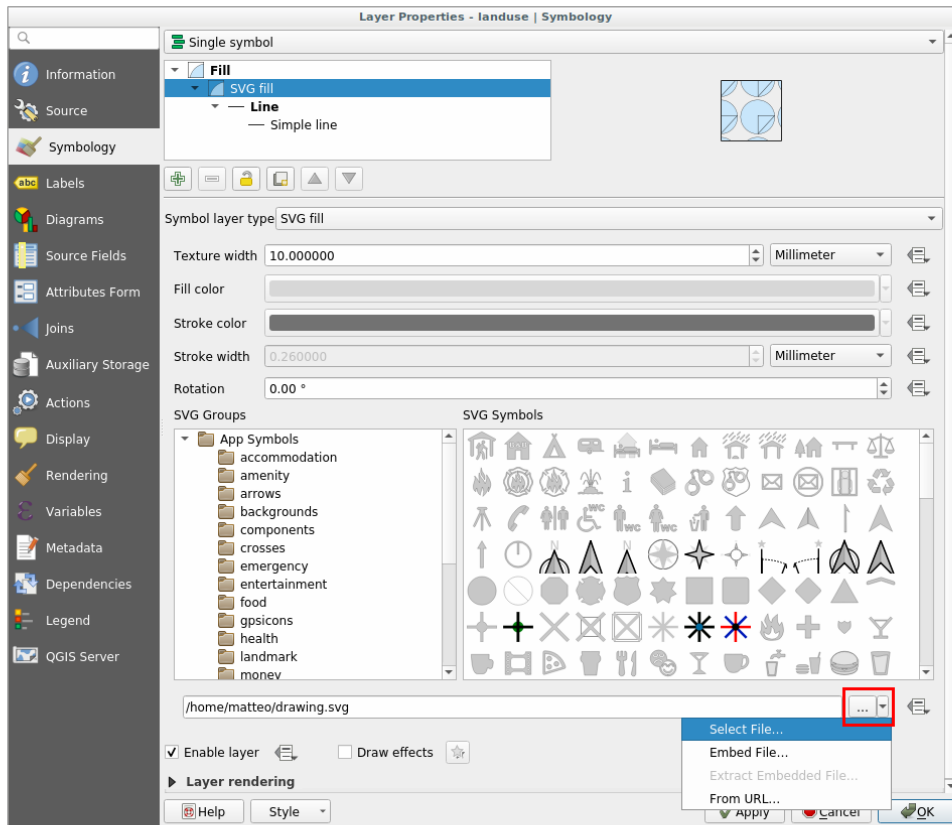 Layer Properties - landuse | Symbology
Single symbol
Information
Fill
SVG fill
Source
Line
Simple line
Symbology
abc Labels
Diagrams
Symbol layer type SVG fill
Source Fields
Texture width 10.000000 Millimeter
Attributes Form
Fill color
Joins
Stroke color
Auxiliary Storage
Stroke width 0.260000 Millimeter
Actions
Rotation 0.00 °
SVG Groups SVG Symbols
Display
App Symbols
accommodation
Rendering
amenity
arrows
Variables
backgrounds
components
Metadata
crosses
emergency
Dependencies
entertainment
food
Legend
gpsicons
health
QGIS Server
landmark
money
WC
WC
WC
N
N
/home/matteo/drawing.svg ...
Select File...
Enable layer Draw effects
Embed File...
Extract Embedded File...
Layer rendering
From URL...
Help Style Apply Cancel OK